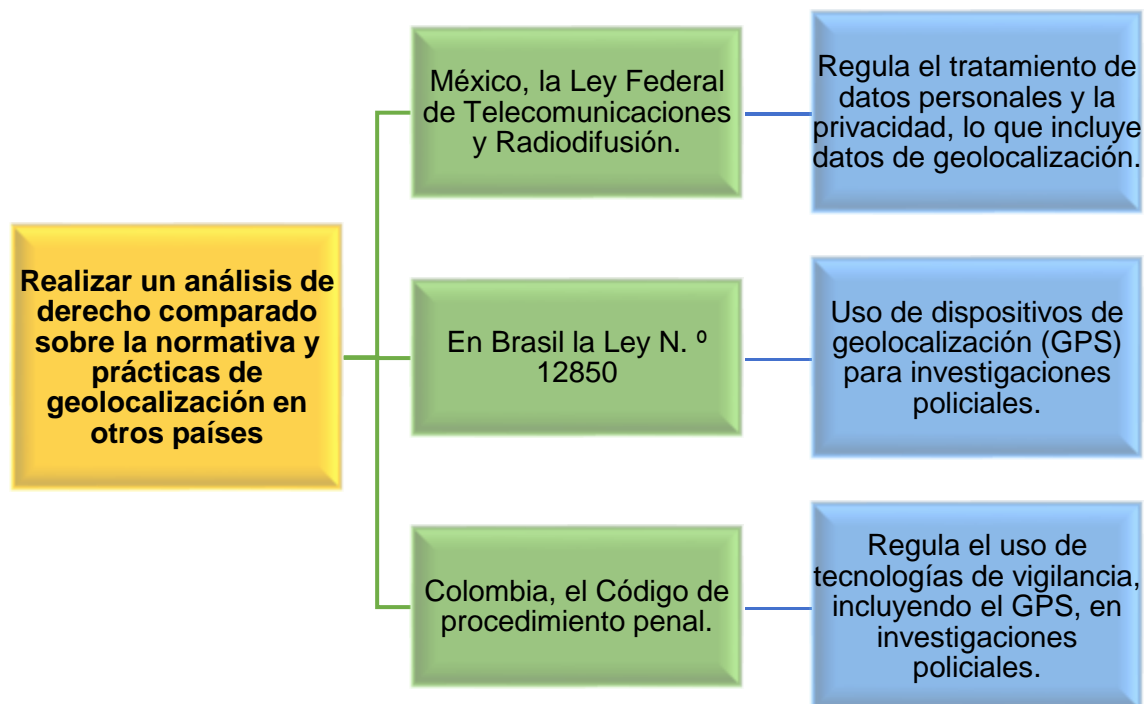 Realizar un análisis de
derecho comparado
sobre la normativa y
prácticas de
geolocalización en
otros países
México, la Ley Federal
de Telecomunicaciones
y Radiodifusión.
Regula el tratamiento de
datos personales y la
privacidad, lo que incluye
datos de geolocalización.
En Brasil la Ley N. º
12850
Uso de dispositivos de
geolocalización (GPS)
para investigaciones
policiales.
Colombia, el Código de
procedimiento penal.
Regula el uso de
tecnologías de vigilancia,
incluyendo el GPS, en
investigaciones
policiales.